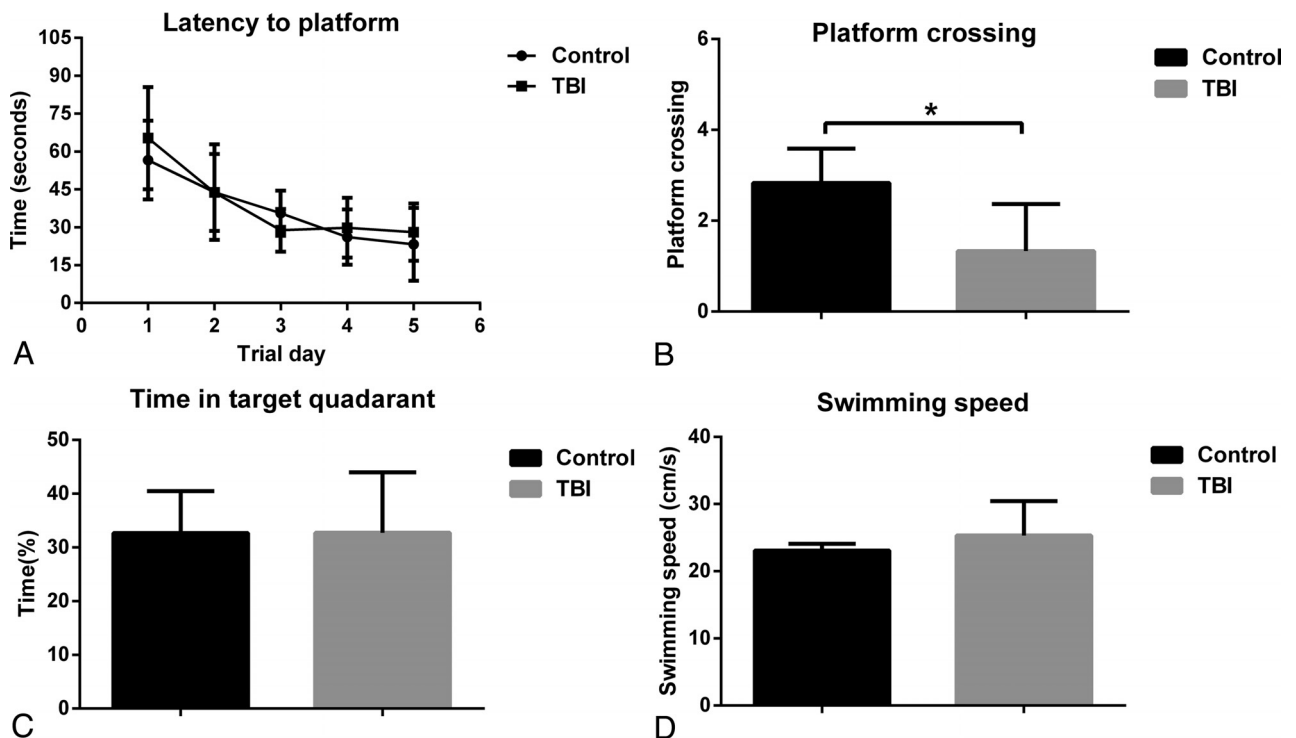 Latency to platform
105
90
75
60
45
30
15
0
Time (seconds)
0 1 2 3 4 5 6
Trial day
Control
TBI
A
Platform crossing
6
4
2
0
Platform crossing
*
Control
TBI
B
Time in target quadarant
50
40
30
20
10
0
Time(%)
Control
TBI
C
Swimming speed
40
30
20
10
0
Swimming speed (cm/s)
Control
TBI
D